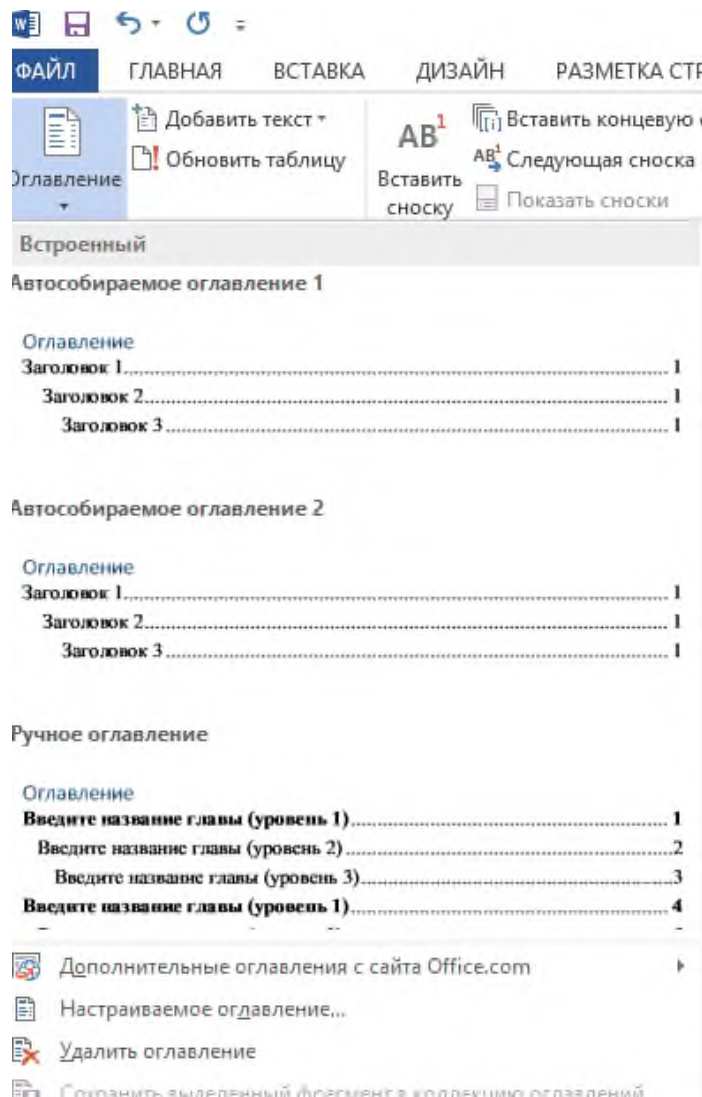 ФАЙЛ ГЛАВНАЯ ВСТАВКА ДИЗАЙН РАЗМЕТКА СТР
Оглавление
Добавить текст
Обновить таблицу
AB1
Вставить сноску
Вставить концевую
Следующая сноска
Показать сноски
Встроенный
Автособираемое оглавление 1
Оглавление
Заголовок 1 1
Заголовок 2 1
Заголовок 3 1
Автособираемое оглавление 2
Оглавление
Заголовок 1 1
Заголовок 2 1
Заголовок 3 1
Ручное оглавление
Оглавление
Введите название главы (уровень 1) 1
Введите название главы (уровень 2) 2
Введите название главы (уровень 3) 3
Введите название главы (уровень 1) 4
Дополнительные оглавления с сайта Office.com
Настраиваемое оглавление...
Удалить оглавление
Сохранить выделенный фрагмент в коллекцию оглавлений